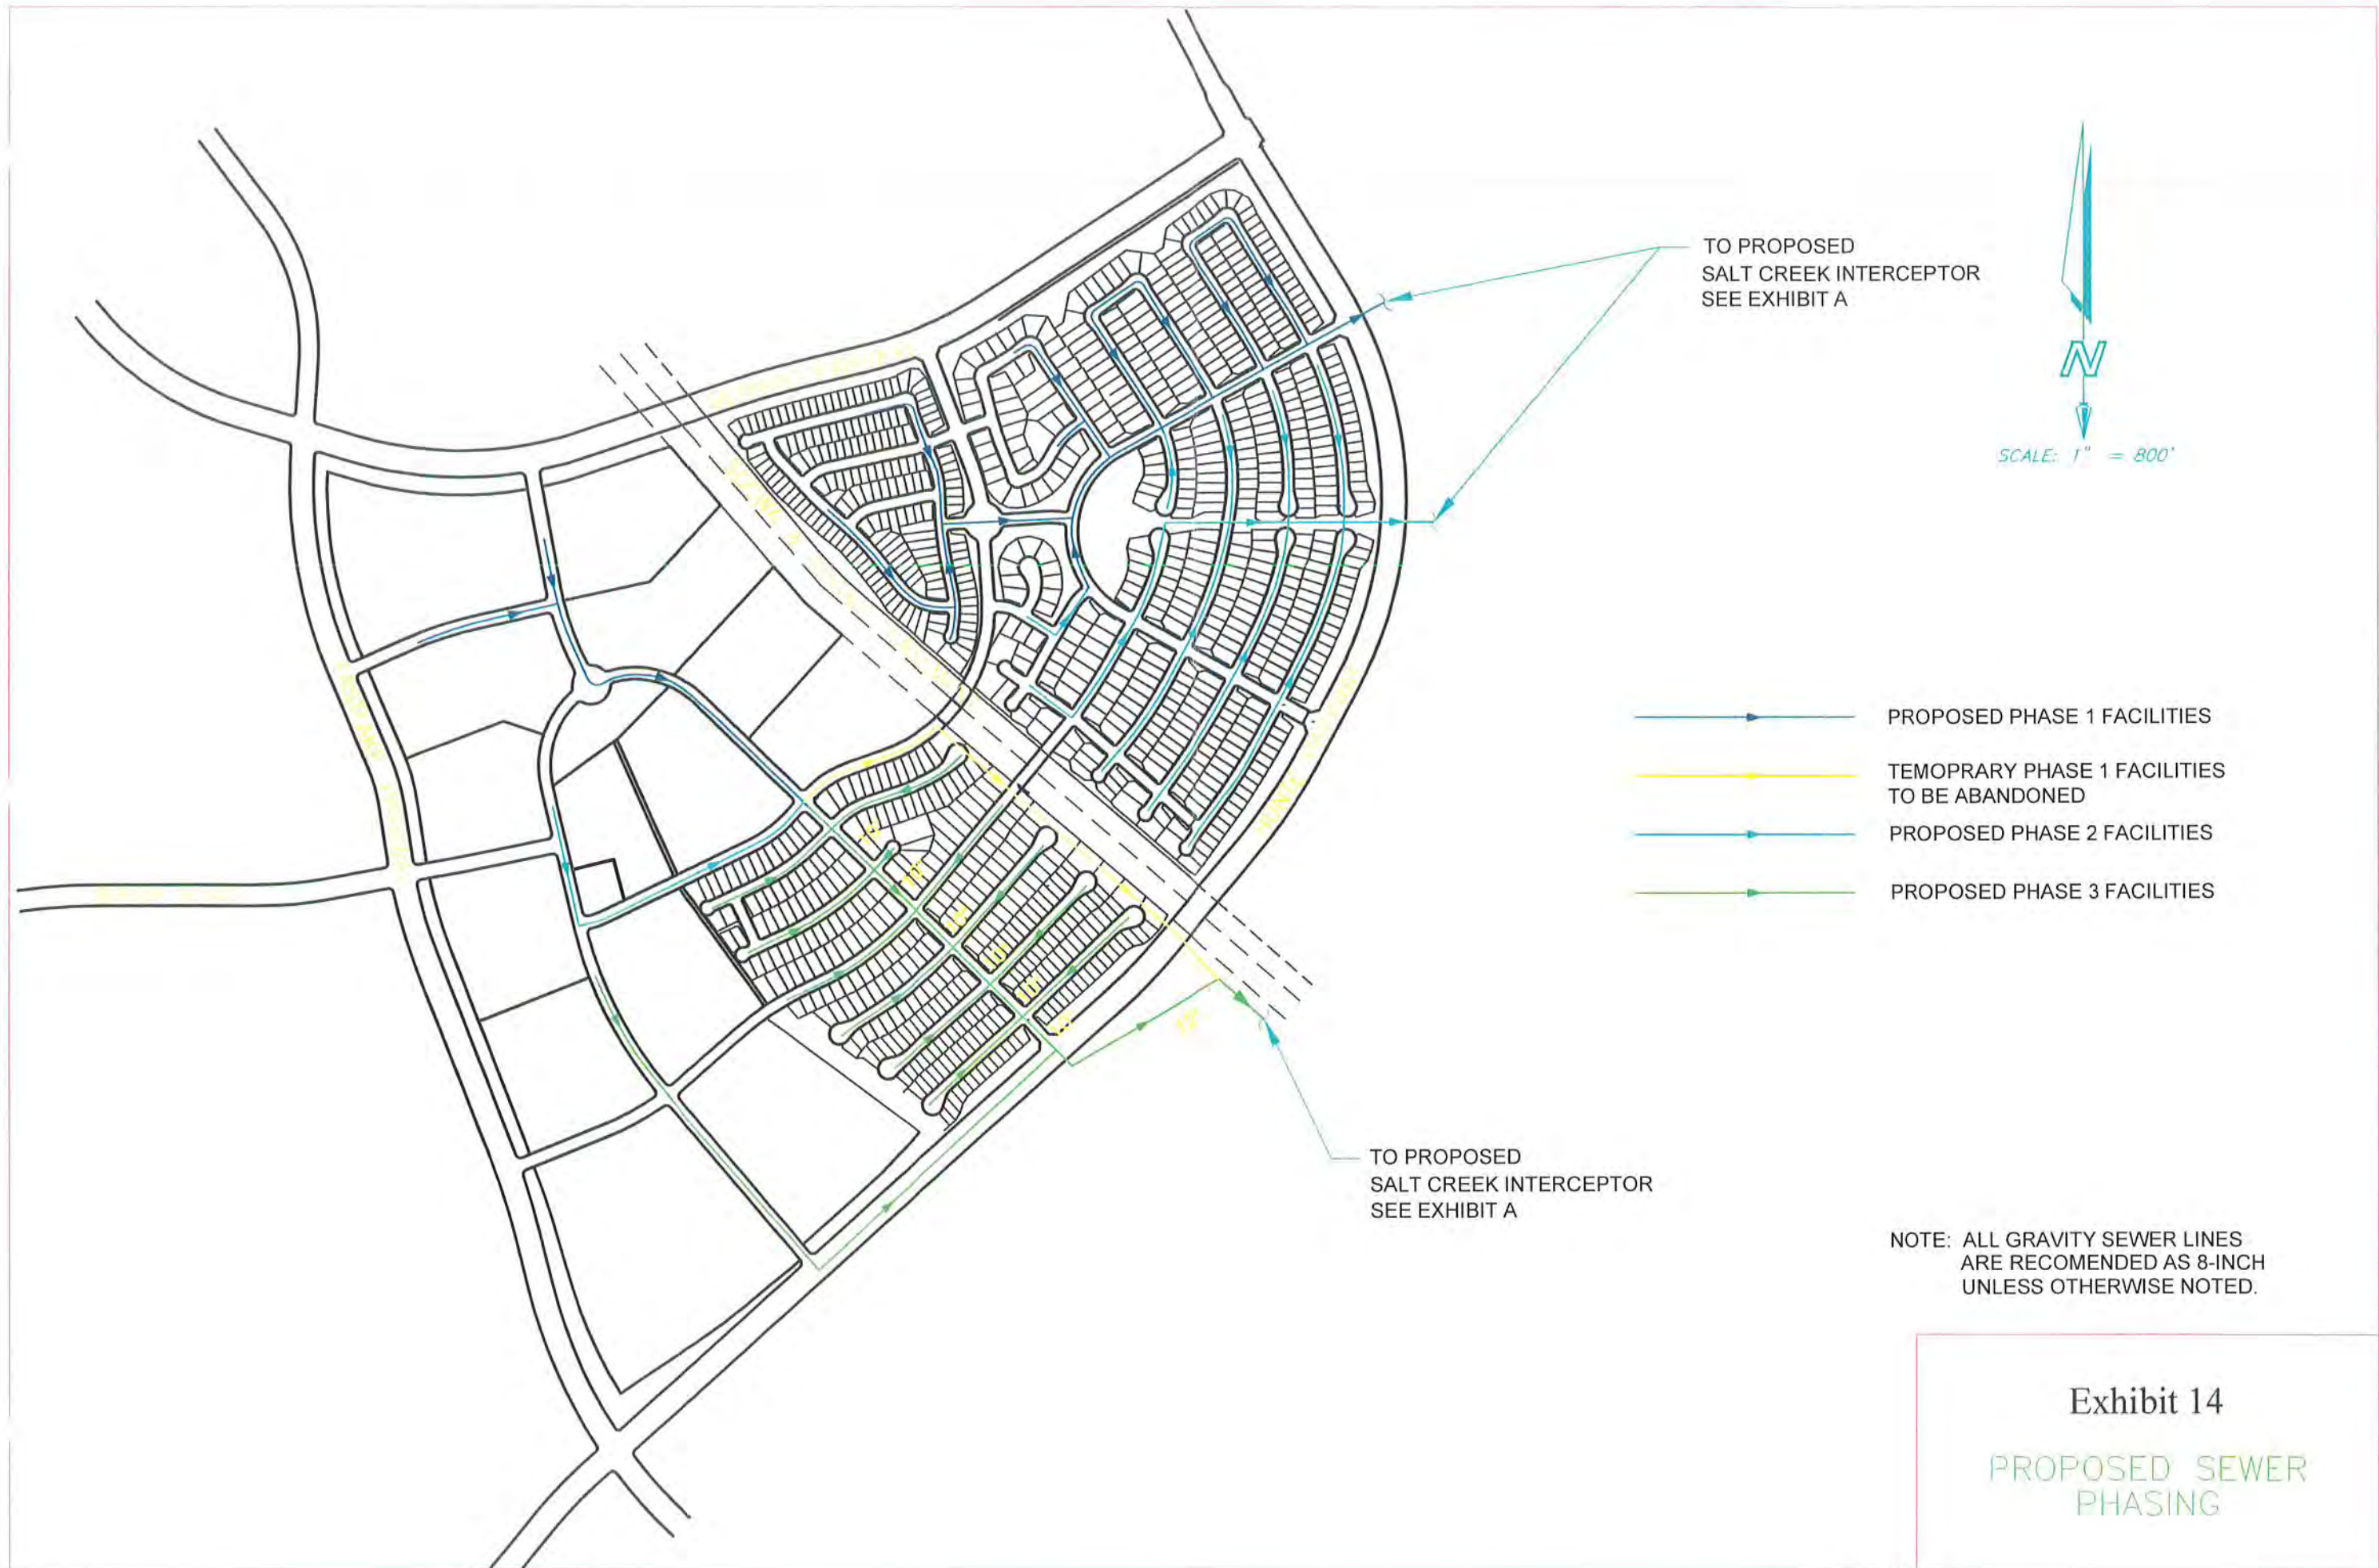 TO PROPOSED
SALT CREEK INTERCEPTOR
SEE EXHIBIT A
N
SCALE: 1" = 800'
PROPOSED PHASE 1 FACILITIES
TEMOPRARY PHASE 1 FACILITIES
TO BE ABANDONED
PROPOSED PHASE 2 FACILITIES
PROPOSED PHASE 3 FACILITIES
12"
TO PROPOSED
SALT CREEK INTERCEPTOR
SEE EXHIBIT A
NOTE: ALL GRAVITY SEWER LINES
ARE RECOMENDED AS 8-INCH
UNLESS OTHERWISE NOTED.
Exhibit 14
PROPOSED SEWER
PHASING